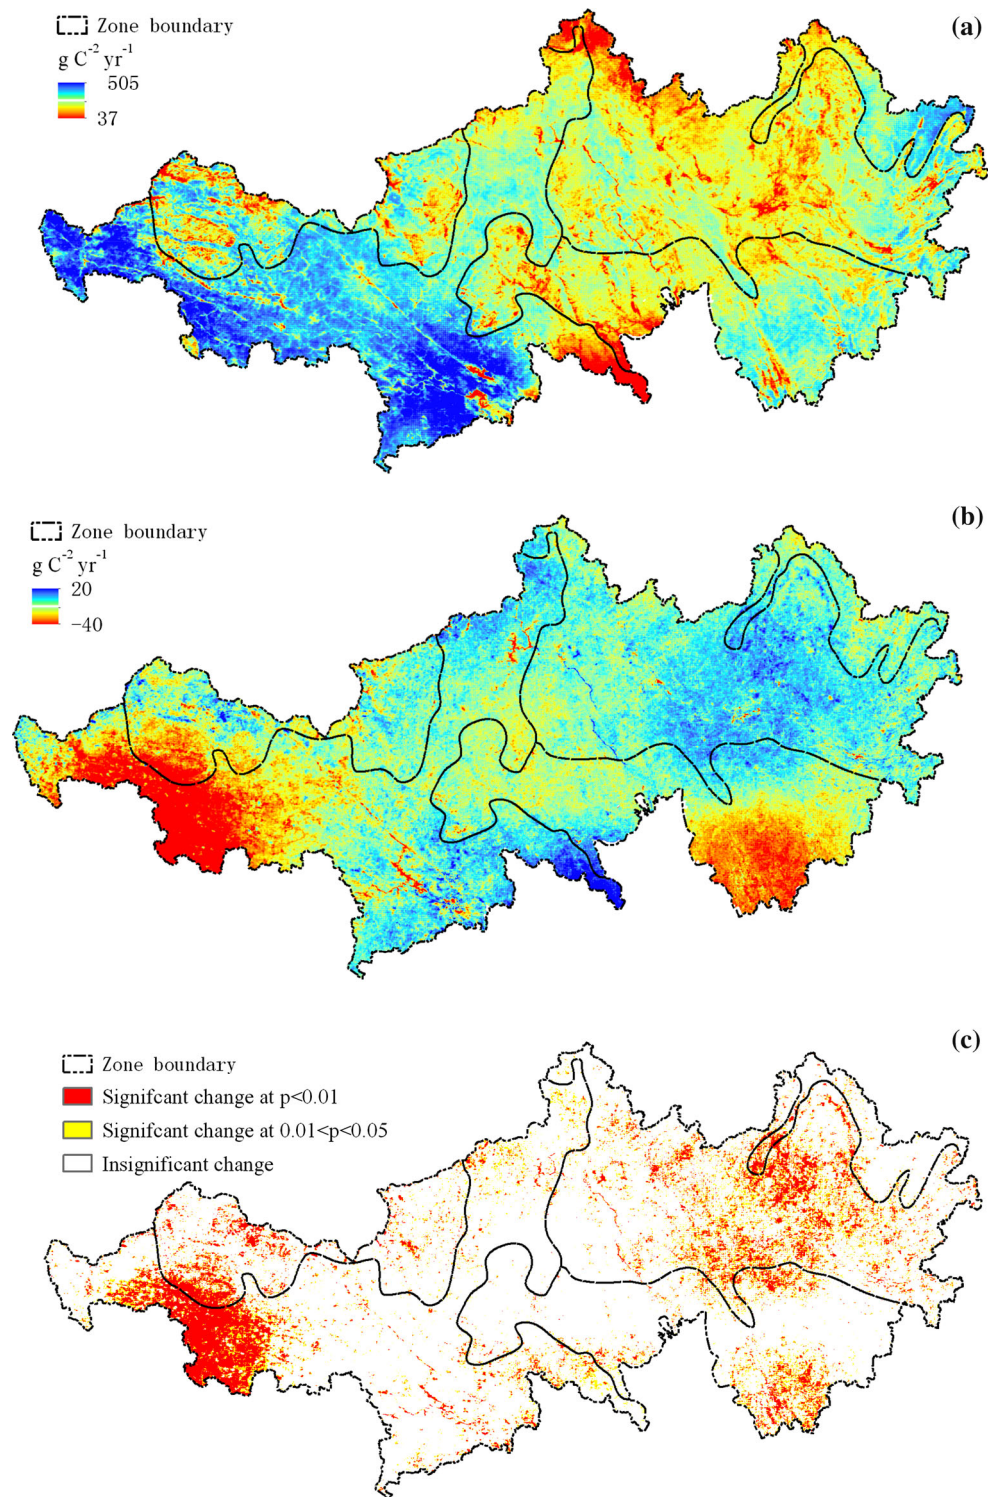 (a)
Zone boundary
g C⁻² yr⁻¹
505
37
(b)
Zone boundary
g C⁻² yr⁻¹
20
−40
(c)
Zone boundary
Signifcant change at p<0.01
Signifcant change at 0.01<p<0.05
Insignificant change